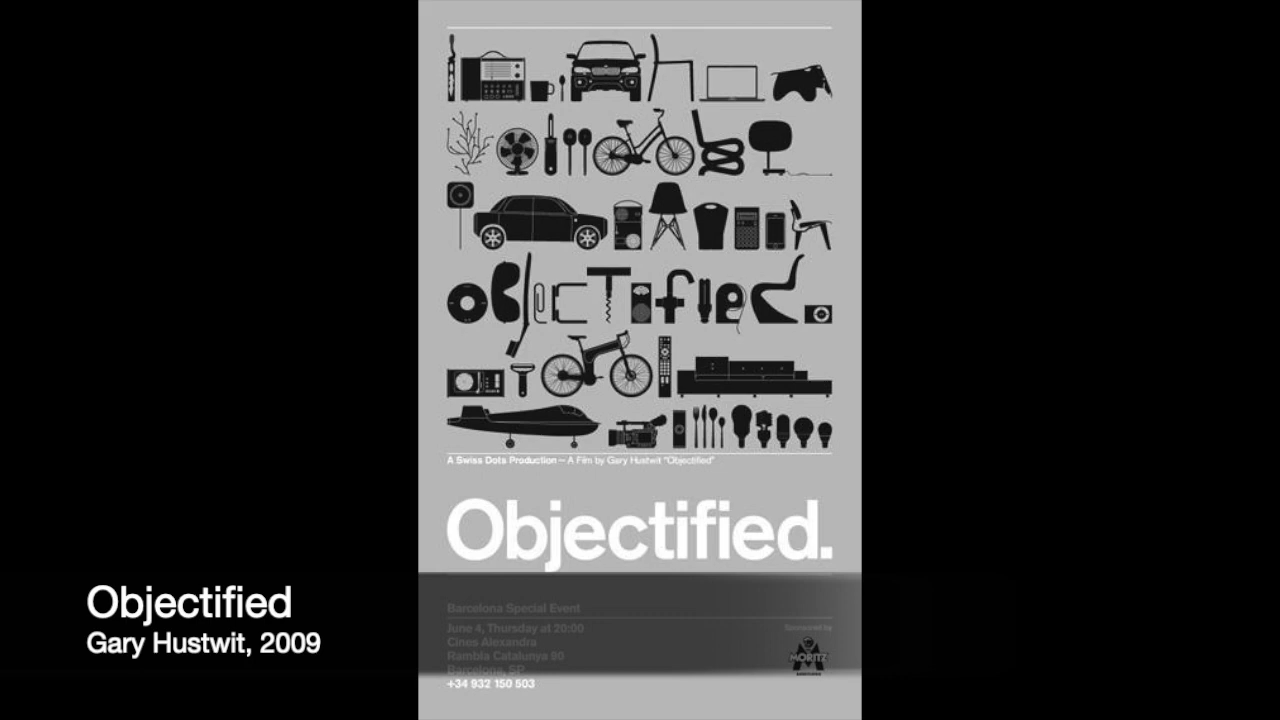 OBJECTIFIED.
A Swiss Dots Production — A Film by Gary Hustwit "Objectified"
Objectified.
Barcelona Special Event
June 4, Thursday at 20:00
Cines Alexandra
Rambla Catalunya 90
Barcelona, SP
+34 932 150 503
Sponsored by
MORITZ
Objectified
Gary Hustwit, 2009